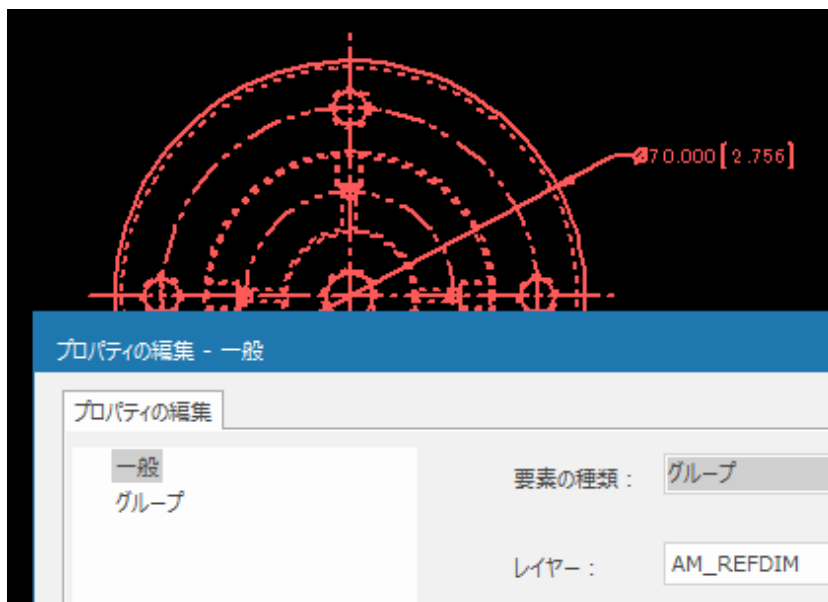 ⌀70.000[2.756]
プロパティの編集 - 一般
プロパティの編集
一般
グループ
要素の種類：
グループ
レイヤー：
AM_REFDIM